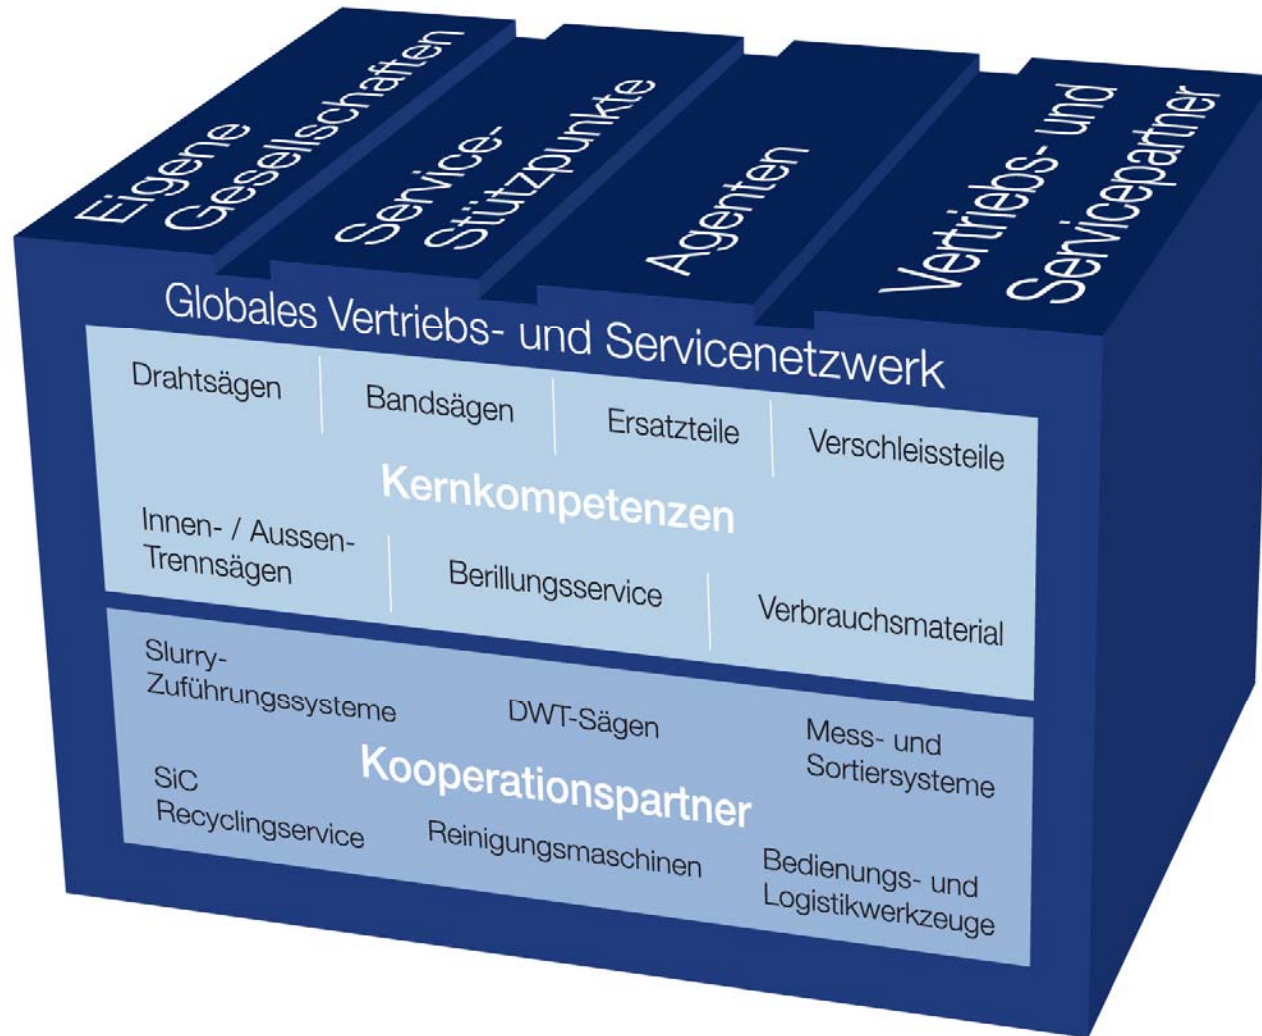 Eigene
Gesellschaften
Service-
Stützpunkte
Agenten
Vertriebs- und
Servicepartner
Globales Vertriebs- und Servicenetzwerk
Drahtsägen
Bandsägen
Ersatzteile
Verschleissteile
Kernkompetenzen
Innen- / Aussen-
Trennsägen
Berillungsservice
Verbrauchsmaterial
Slurry-
Zuführungssysteme
DWT-Sägen
Mess- und
Sortiersysteme
Kooperationspartner
SiC
Recyclingservice
Reinigungsmaschinen
Bedienungs- und
Logistikwerkzeuge